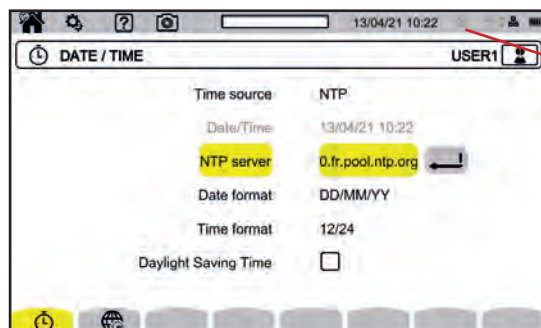 ? 13/04/21 10:22
DATE / TIME USER1
Time source NTP
Date/Time 13/04/21 10:22
NTP server 0.fr.pool.ntp.org
Date format DD/MM/YY
Time format 12/24
Daylight Saving Time